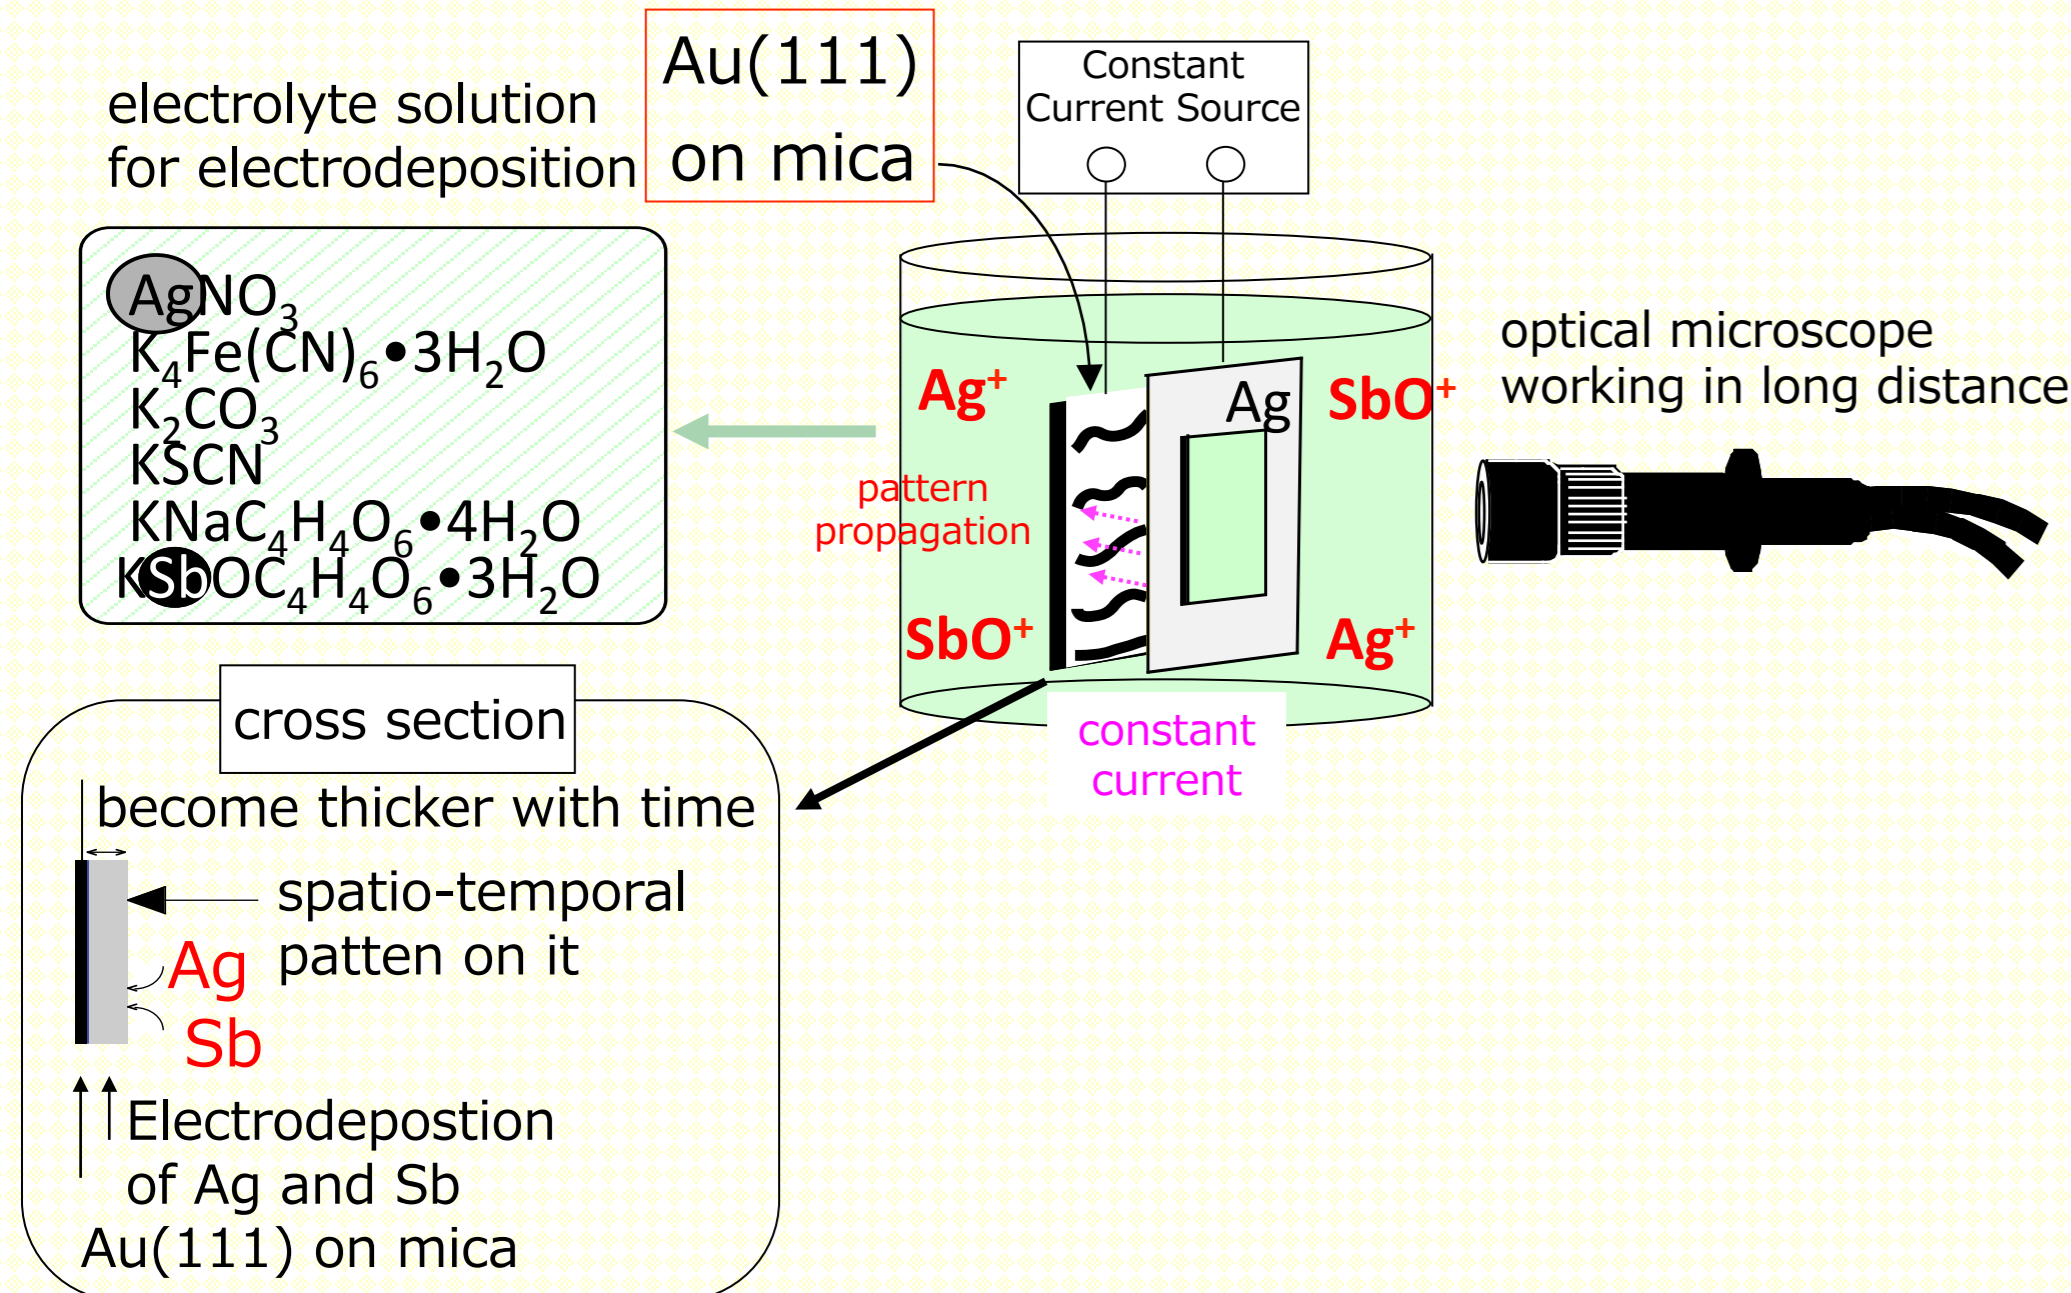 electrolyte solution
for electrodeposition
Au(111)
on mica
Constant
Current Source
AgNO₃
K₄Fe(CN)₆•3H₂O
K₂CO₃
KSCN
KNaC₄H₄O₆•4H₂O
KSbOC₄H₄O₆•3H₂O
Ag⁺
Ag
SbO⁺
pattern
propagation
SbO⁺
Ag⁺
constant
current
optical microscope
working in long distance
cross section
become thicker with time
spatio-temporal
patten on it
Ag
Sb
Electrodepostion
of Ag and Sb
Au(111) on mica